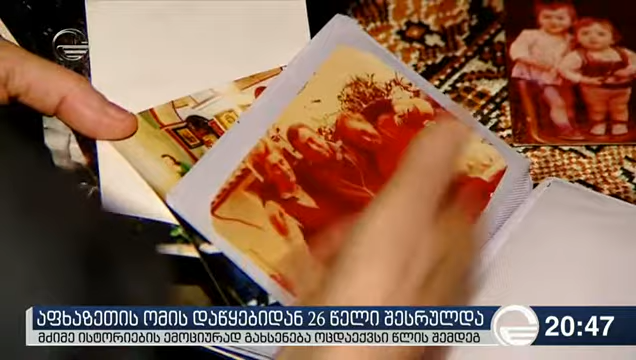 აფხაზეთის ომის დაწყებიდან 26 წელი შესრულდა
მძიმე ისტორიების ემოციურად გახსენება ოცდაექვსი წლის შემდეგ
20:47